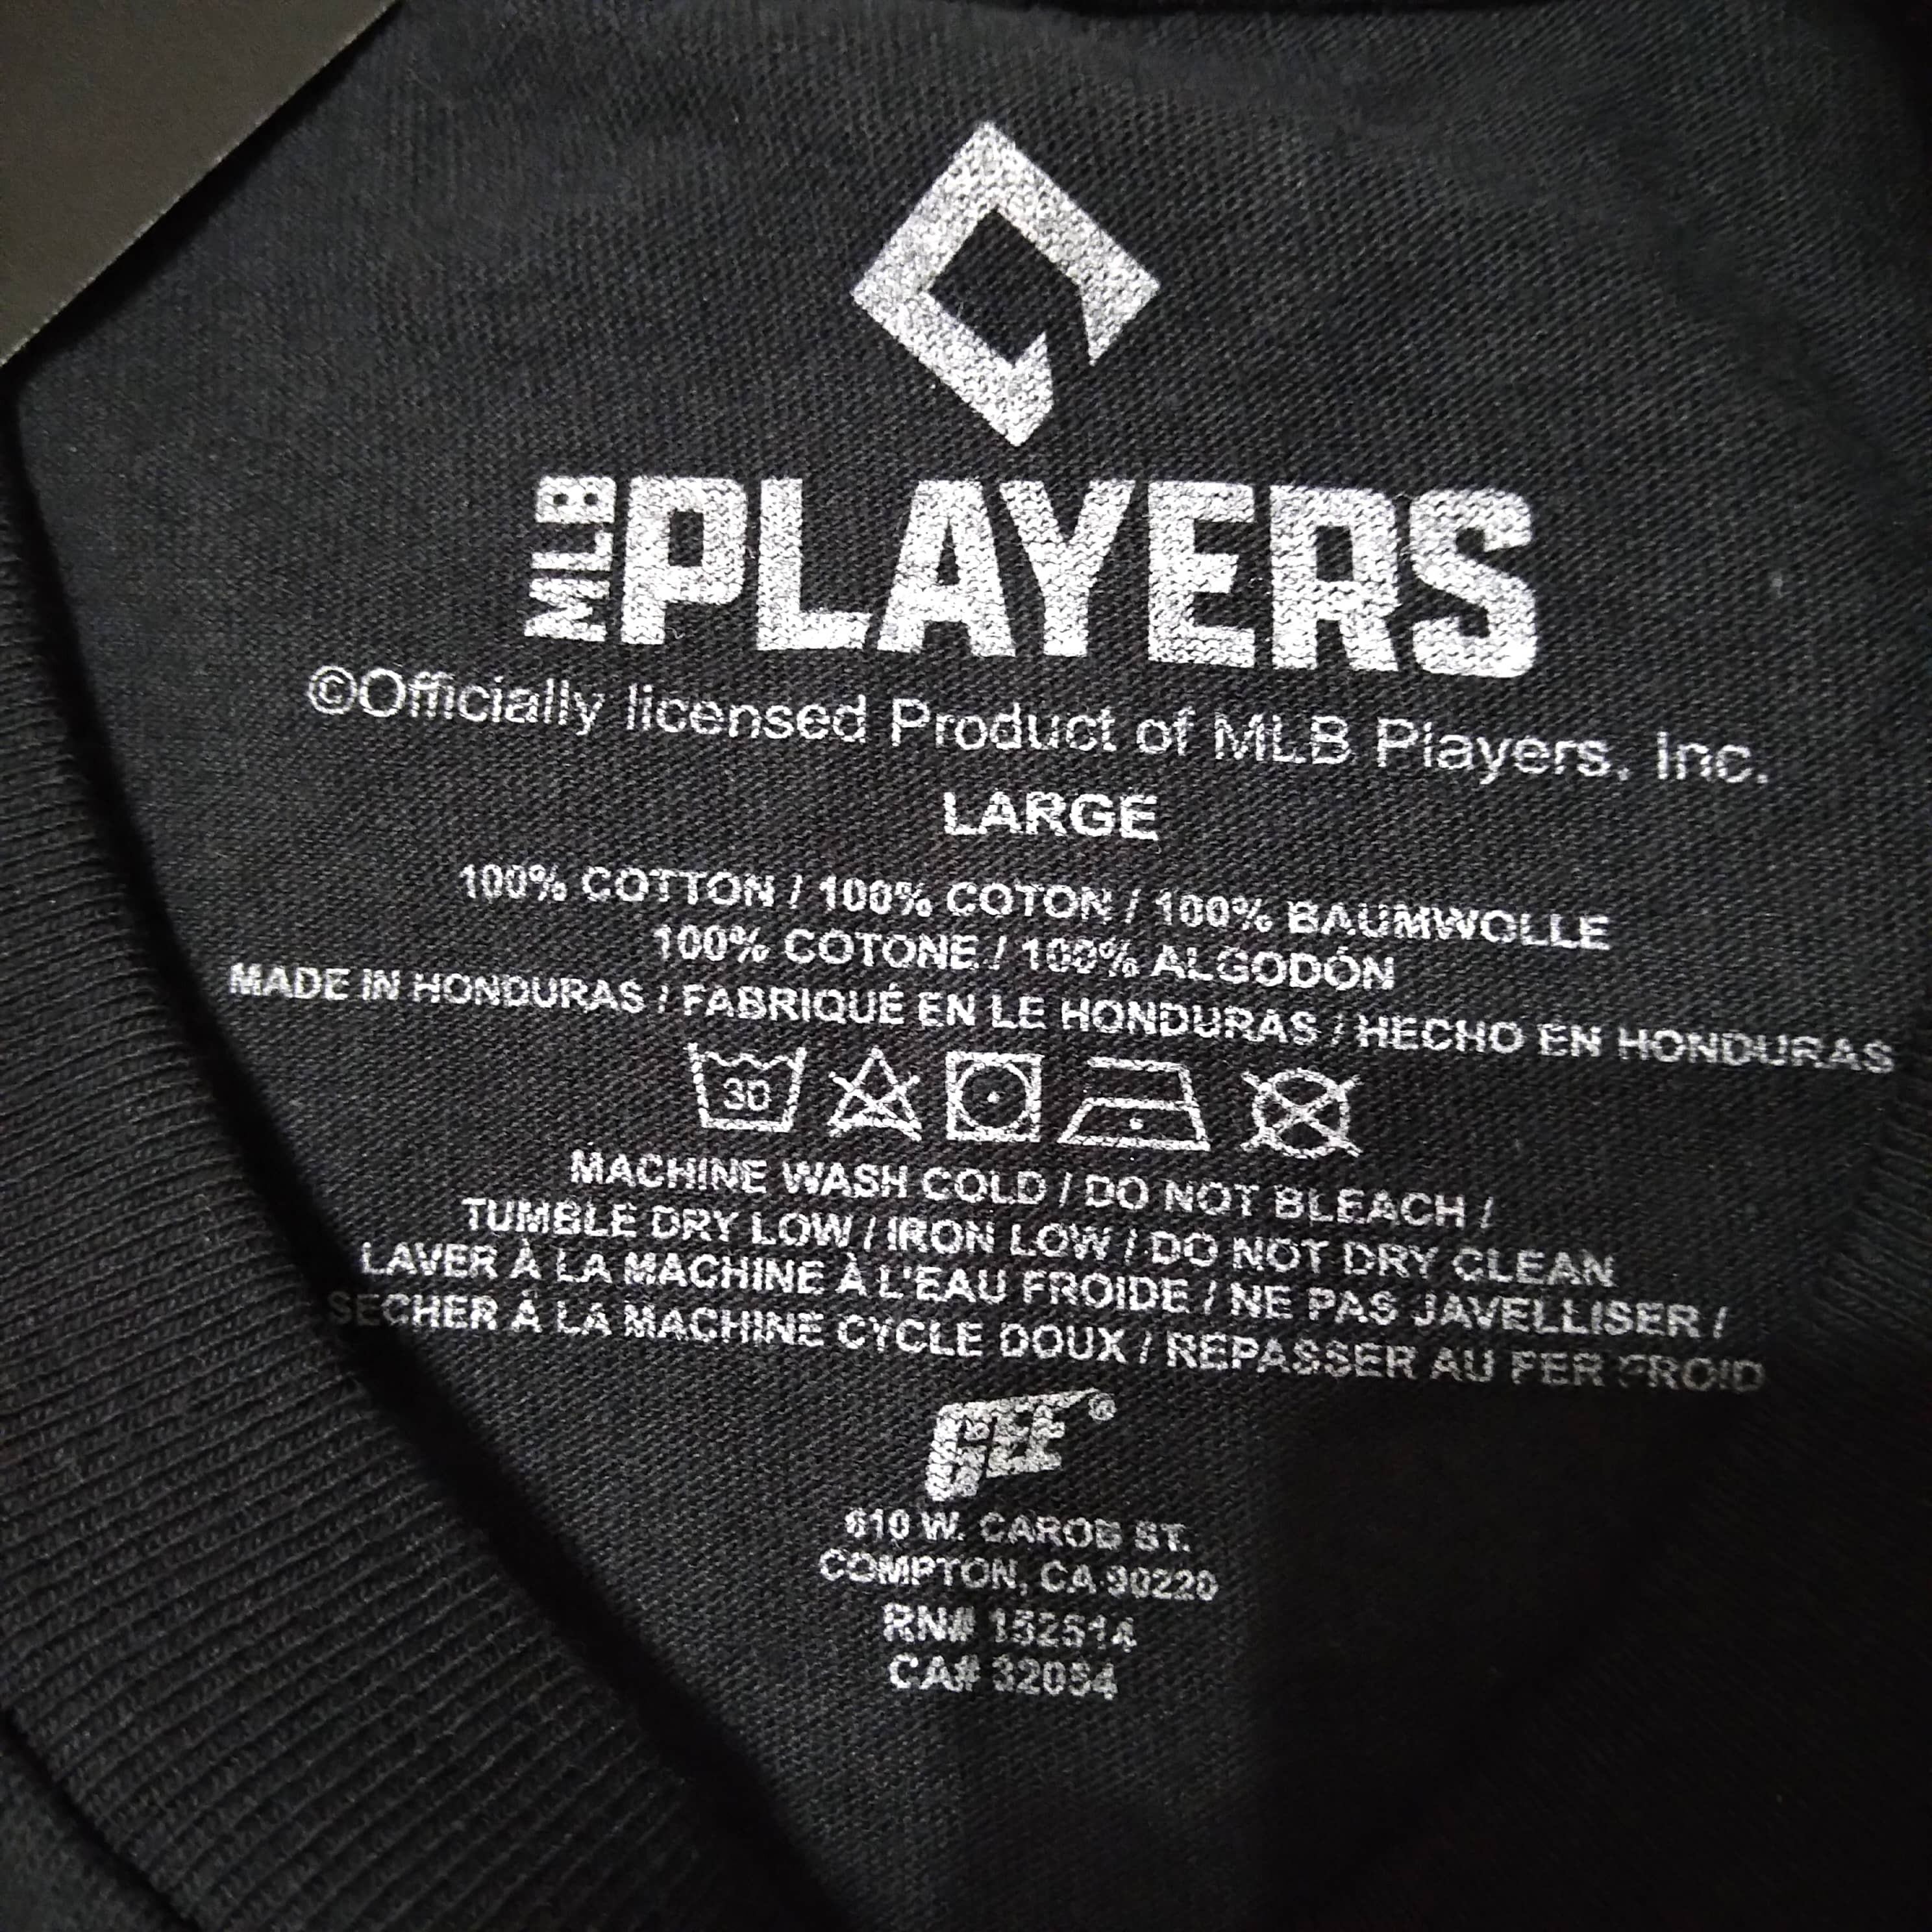 MLB PLAYERS
©Officially licensed Product of MLB Players, Inc.
LARGE
100% COTTON / 100% COTON / 100% BAUMWOLLE
100% COTONE / 100% ALGODÓN
MADE IN HONDURAS / FABRIQUÉ EN LE HONDURAS / HECHO EN HONDURAS
30
MACHINE WASH COLD / DO NOT BLEACH /
TUMBLE DRY LOW / IRON LOW / DO NOT DRY CLEAN
LAVER À LA MACHINE À L'EAU FROIDE / NE PAS JAVELLISER /
SECHER À LA MACHINE CYCLE DOUX / REPASSER AU FER FROID
GEE®
610 W. CAROB ST.
COMPTON, CA 90220
RN# 152514
CA# 32054